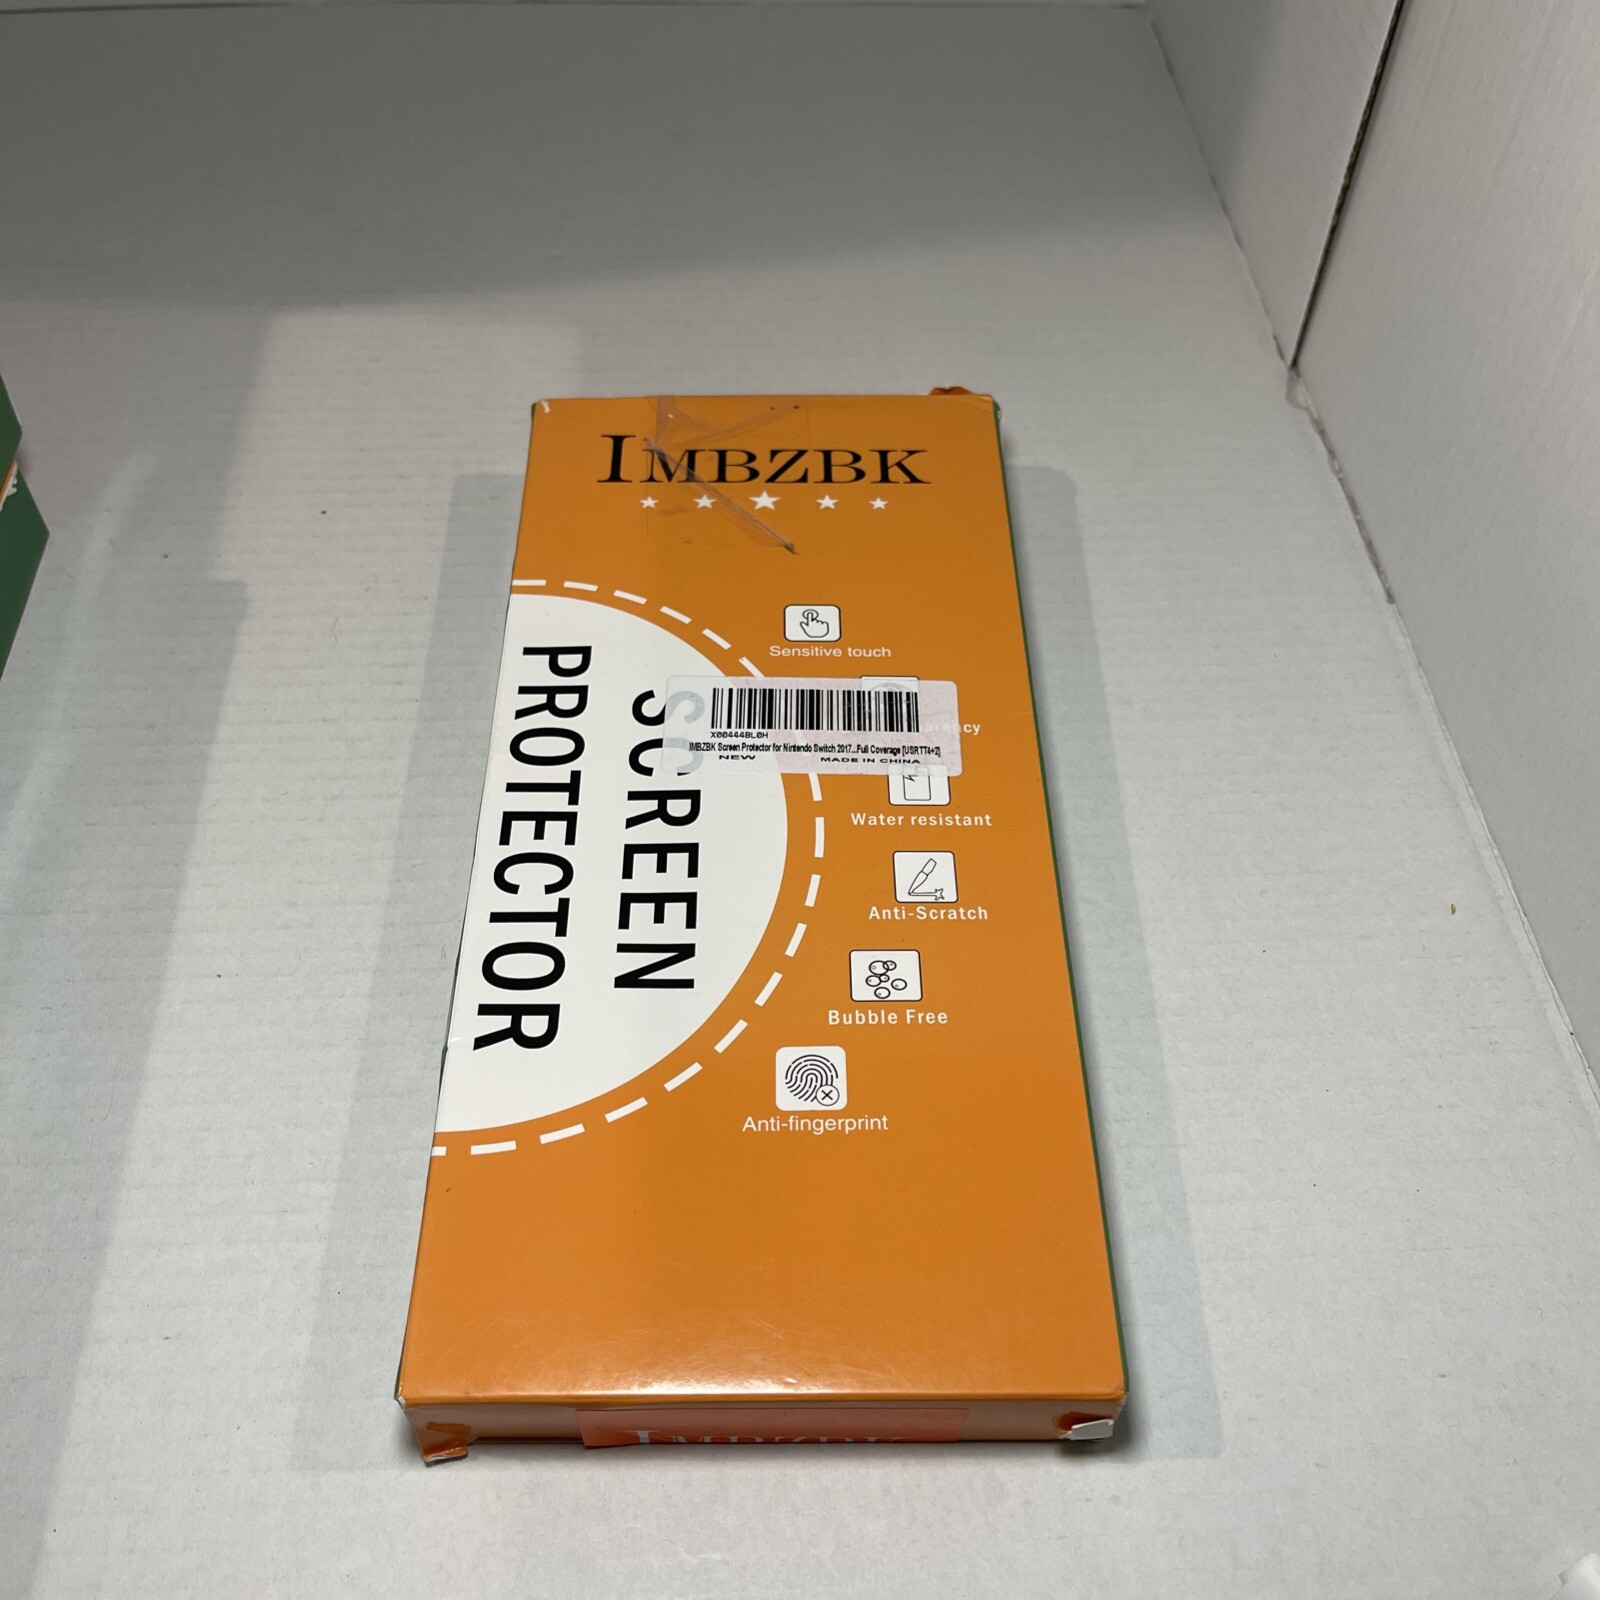 IMBZBK
Sensitive touch
X00444BL0H
IMBZBK Screen Protector for Nintendo Switch 2017...Full Coverage [USRTT4+2]
NEW MADE IN CHINA
Water resistant
Anti-Scratch
Bubble Free
Anti-fingerprint
SCREEN
PROTECTOR
IMBZBK